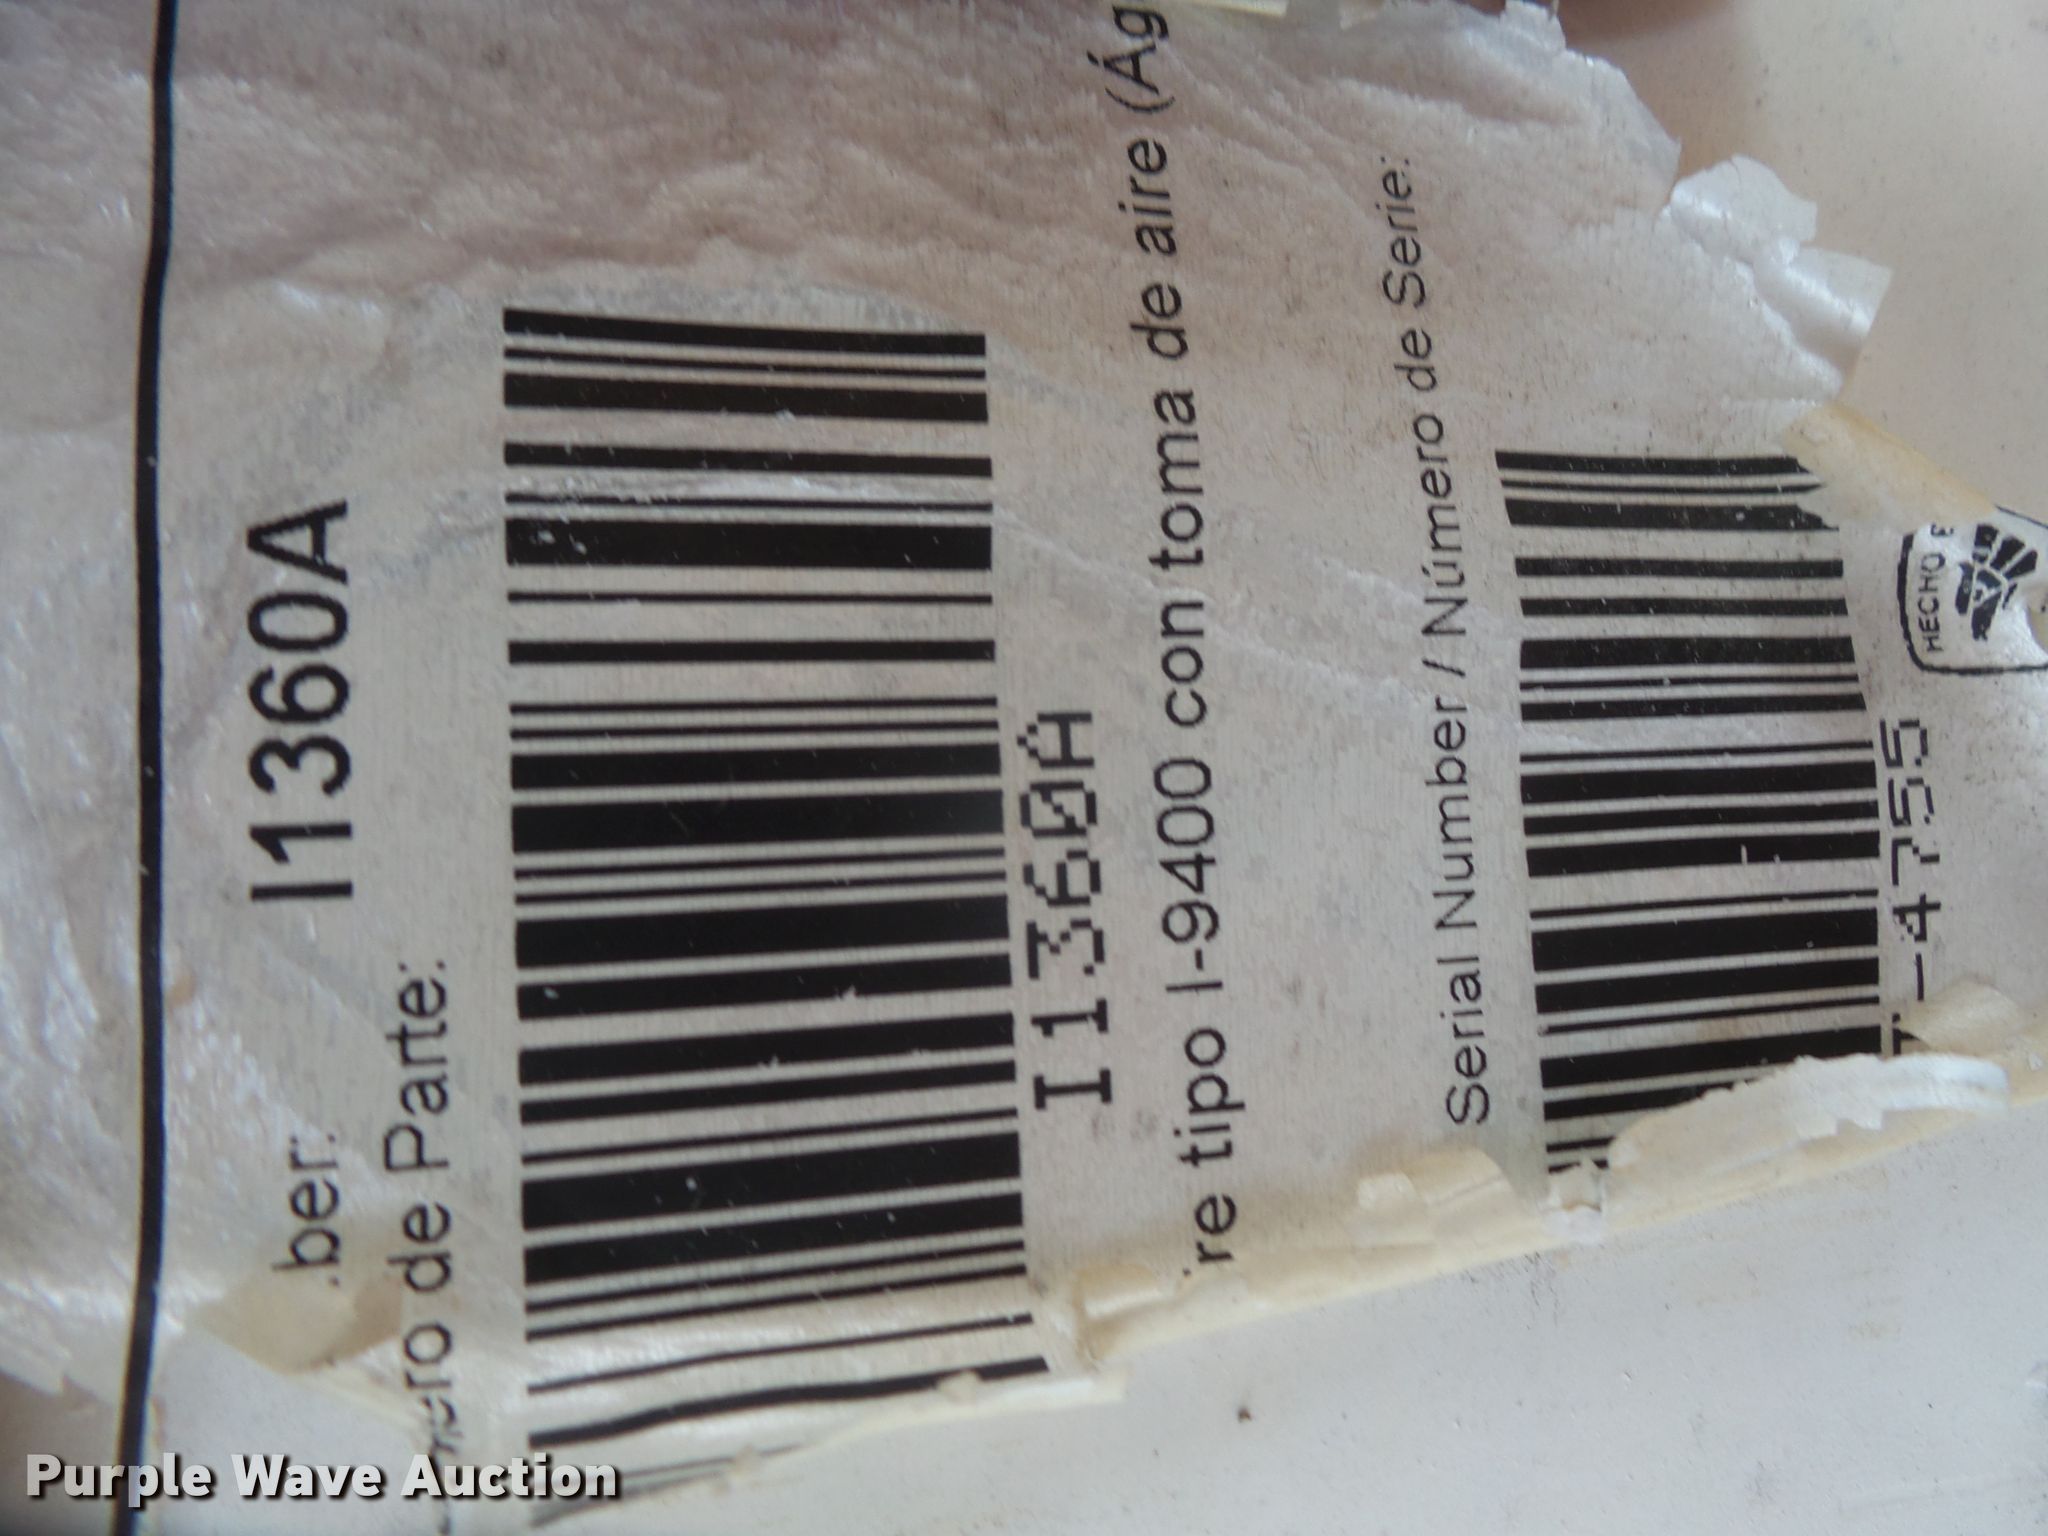 I1360A
ber:
ero de Parte:
I1360A
re tipo I-9400 con toma de aire (Ág
Serial Number / Número de Serie:
-4755
HECHO E
Purple Wave Auction